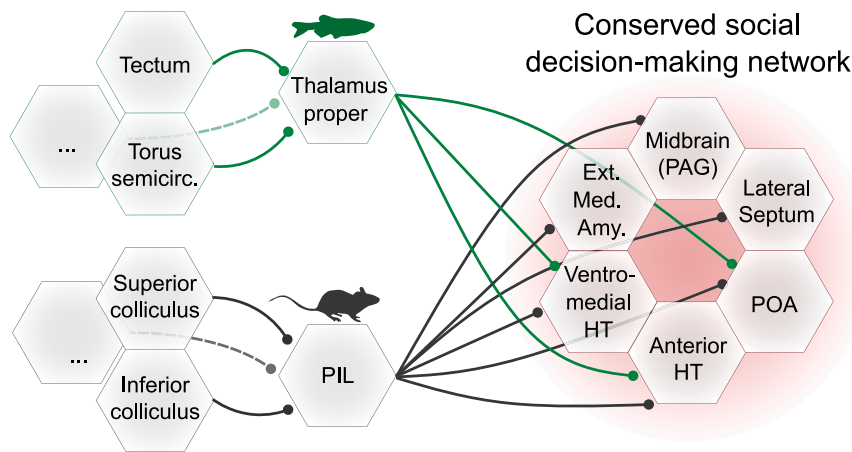 Conserved social
decision-making network
Tectum
Thalamus
proper
...
Torus
semicirc.
Midbrain
(PAG)
Ext.
Med.
Amy.
Lateral
Septum
Ventro-
medial
HT
POA
Anterior
HT
Superior
colliculus
...
PIL
Inferior
colliculus